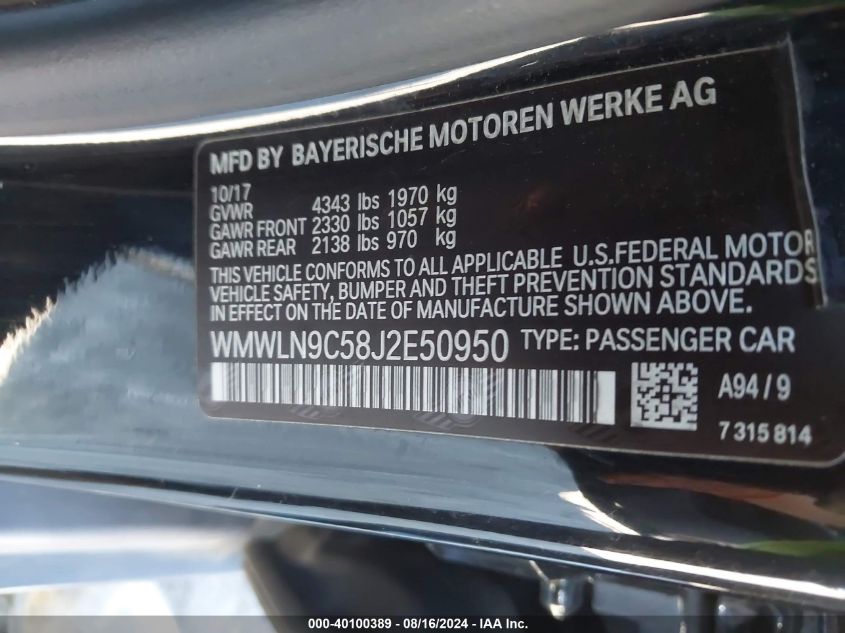 MFD BY BAYERISCHE MOTOREN WERKE AG
10/17
GVWR 4343 lbs 1970 kg
GAWR FRONT 2330 lbs 1057 kg
GAWR REAR 2138 lbs 970 kg
THIS VEHICLE CONFORMS TO ALL APPLICABLE U.S.FEDERAL MOTOR
VEHICLE SAFETY, BUMPER AND THEFT PREVENTION STANDARDS
IN EFFECT ON THE DATE OF MANUFACTURE SHOWN ABOVE.
WMWLN9C58J2E50950 TYPE: PASSENGER CAR
A94/9
7315814
000-40100389 - 08/16/2024 - © IAA Inc.